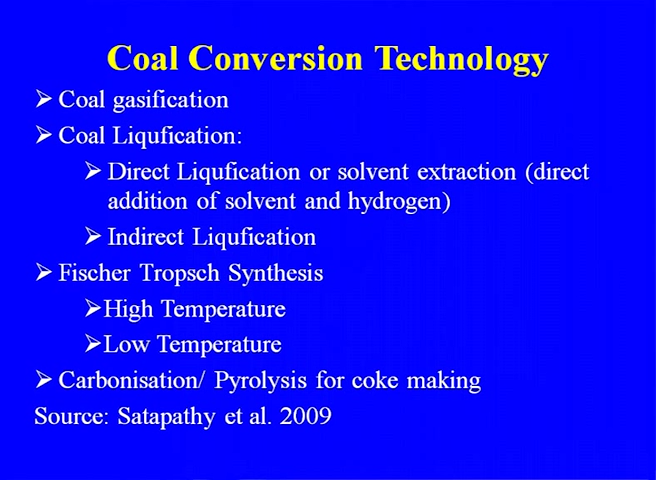 Coal Conversion Technology
➢ Coal gasification
➢ Coal Liqufication:
➢ Direct Liqufication or solvent extraction (direct
addition of solvent and hydrogen)
➢ Indirect Liqufication
➢ Fischer Tropsch Synthesis
➢High Temperature
➢Low Temperature
➢ Carbonisation/ Pyrolysis for coke making
Source: Satapathy et al. 2009